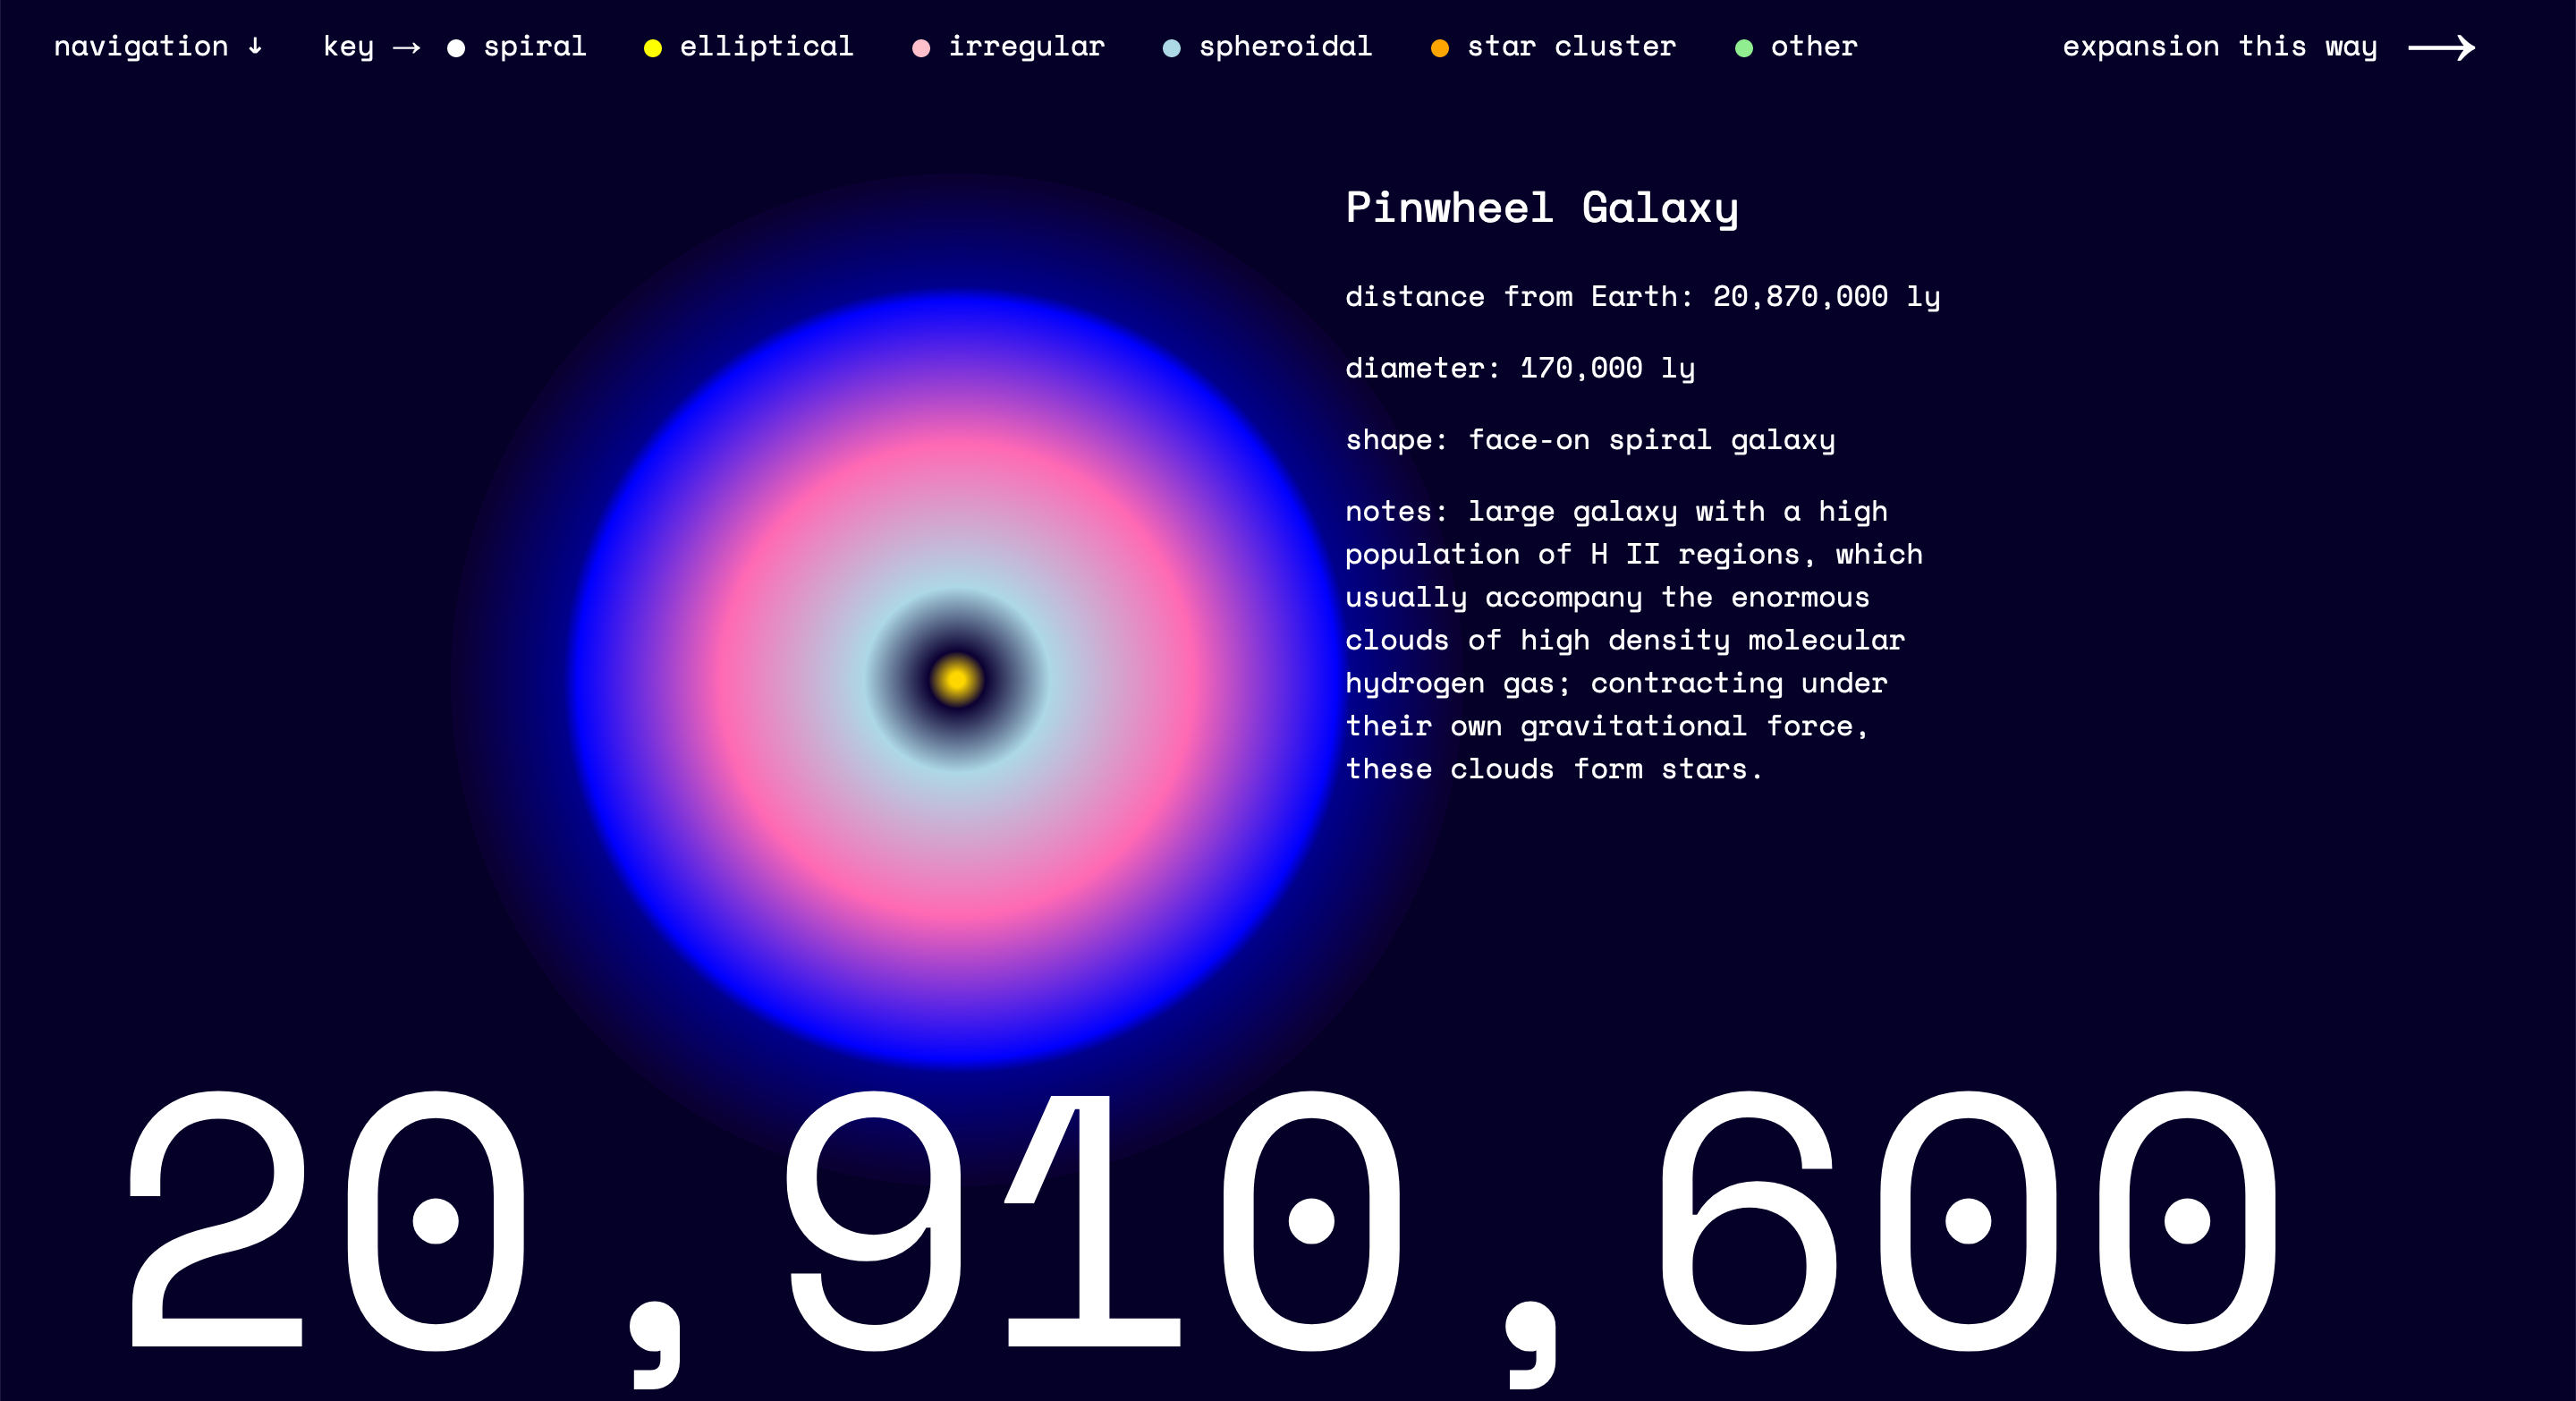 navigation ↓ key → spiral elliptical irregular spheroidal star cluster other expansion this way →
Pinwheel Galaxy
distance from Earth: 20,870,000 ly
diameter: 170,000 ly
shape: face-on spiral galaxy
notes: large galaxy with a high
population of H II regions, which
usually accompany the enormous
clouds of high density molecular
hydrogen gas; contracting under
their own gravitational force,
these clouds form stars.
20,910,600